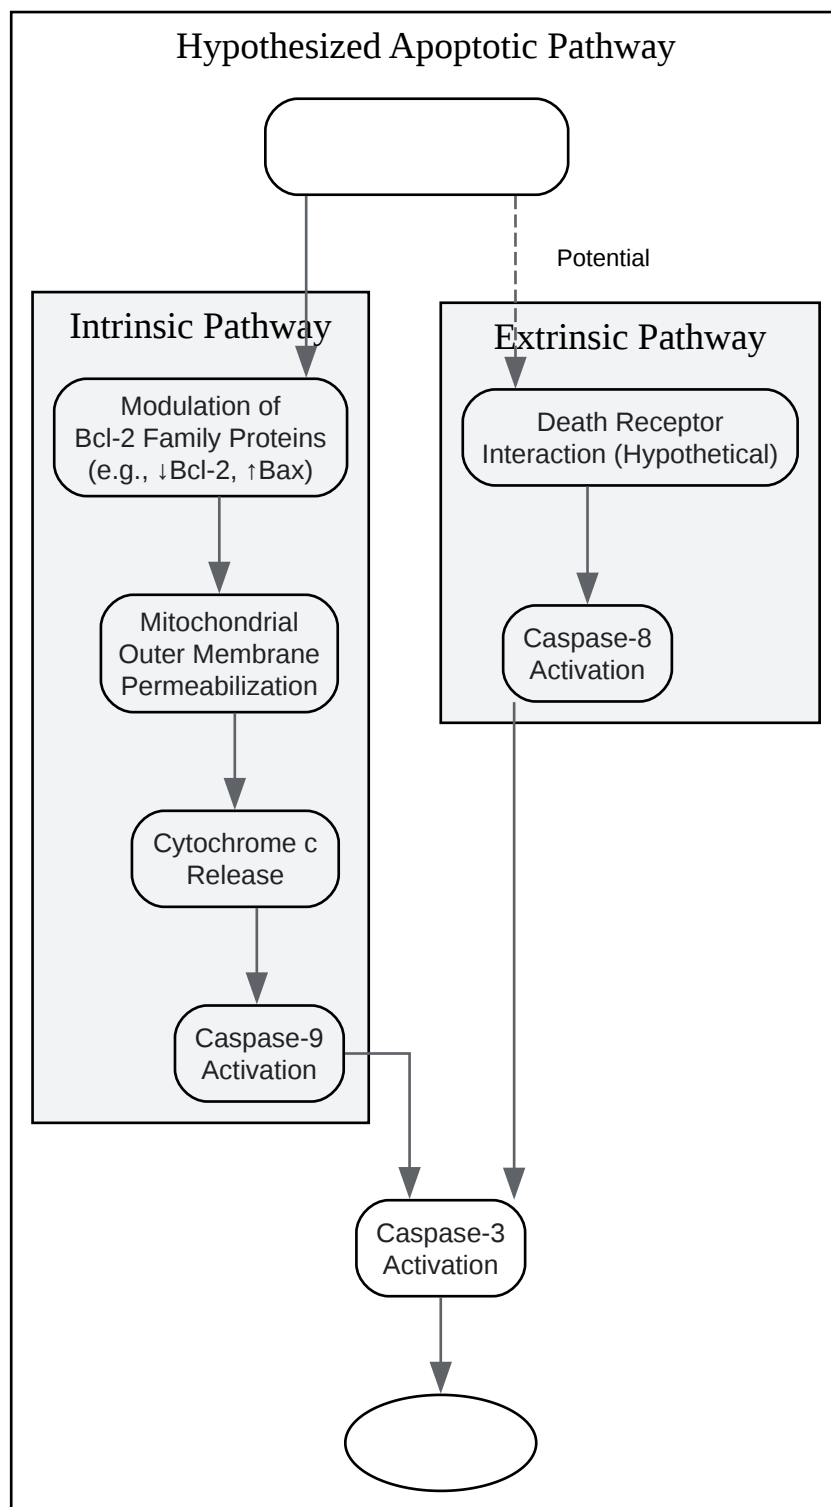 Hypothesized Apoptotic Pathway
Potential
Intrinsic Pathway
Modulation of
Bcl-2 Family Proteins
(e.g., ↓Bcl-2, ↑Bax)
Mitochondrial
Outer Membrane
Permeabilization
Cytochrome c
Release
Caspase-9
Activation
Extrinsic Pathway
Death Receptor
Interaction (Hypothetical)
Caspase-8
Activation
Caspase-3
Activation